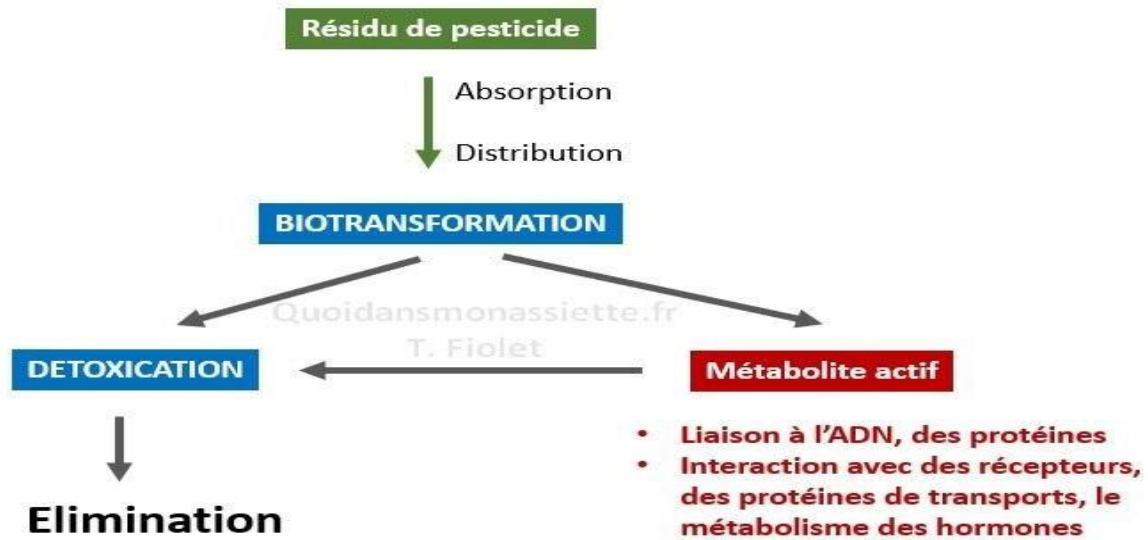 Résidu de pesticide
Absorption
Distribution
BIOTRANSFORMATION
Quoidansmonassiette.fr
T. Fiolet
DETOXICATION
Métabolite actif
• Liaison à l'ADN, des protéines
• Interaction avec des récepteurs,
des protéines de transports, le
métabolisme des hormones
Elimination